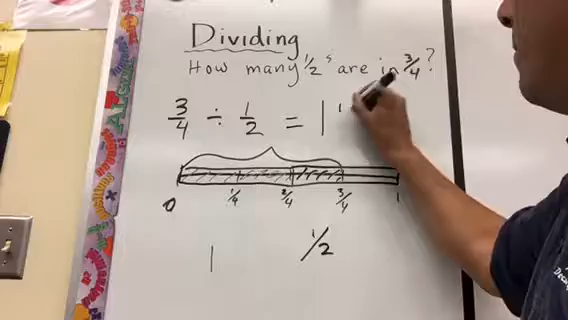 Dividing
How many 1/2's are in 3/4?
3/4 ÷ 1/2 = 1 1
0 1/4 2/4 3/4 1
1 1/2